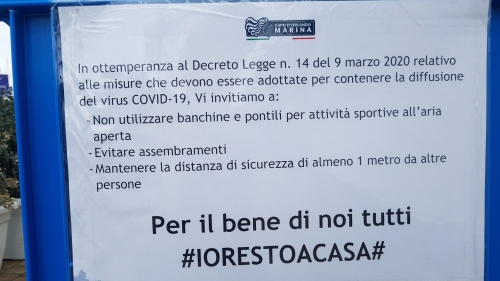 CAPO D'ORLANDO
MARINA
In ottemperanza al Decreto Legge n. 14 del 9 marzo 2020 relativo
alle misure che devono essere adottate per contenere la diffusione
del virus COVID-19, Vi invitiamo a:
- Non utilizzare banchine e pontili per attività sportive all'aria
aperta
- Evitare assembramenti
- Mantenere la distanza di sicurezza di almeno 1 metro da altre
persone
Per il bene di noi tutti
#IORESTOACASA#